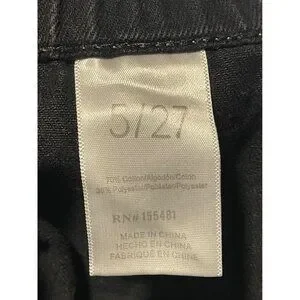 5/27
70% Cotton/Algodón/Coton
30% Polyester/Poliéster/Polyester
RN# 155481
MADE IN CHINA
HECHO EN CHINA
FABRIQUÉ EN CHINE